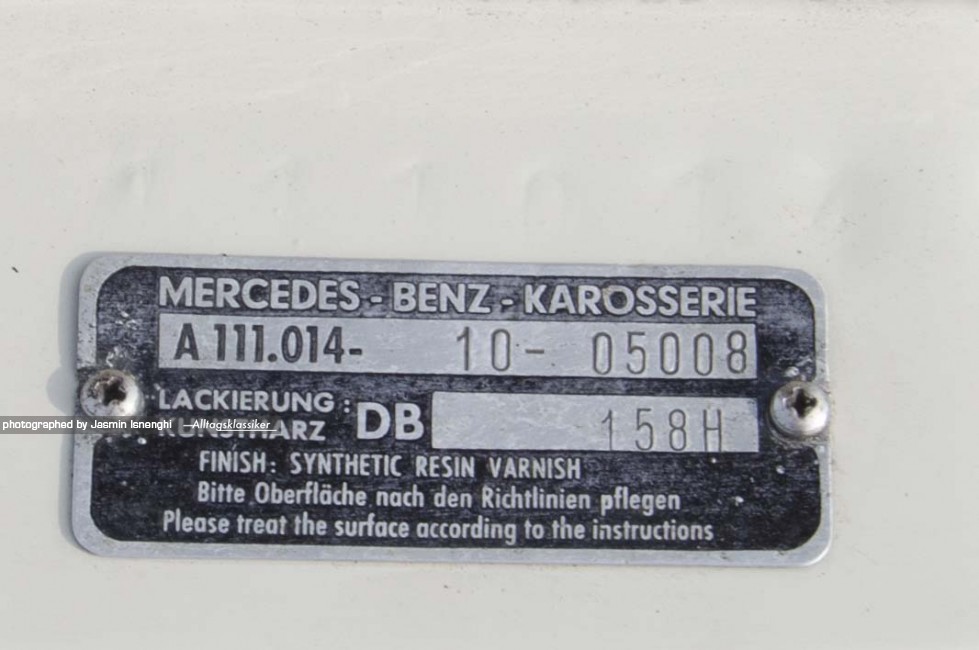 MERCEDES - BENZ - KAROSSERIE
A 111.014- 10- 05008
LACKIERUNG :
KUNSTHARZ DB 158H
FINISH: SYNTHETIC RESIN VARNISH
Bitte Oberfläche nach den Richtlinien pflegen
Please treat the surface according to the instructions
photographed by Jasmin Isnenghi —Alltagsklassiker